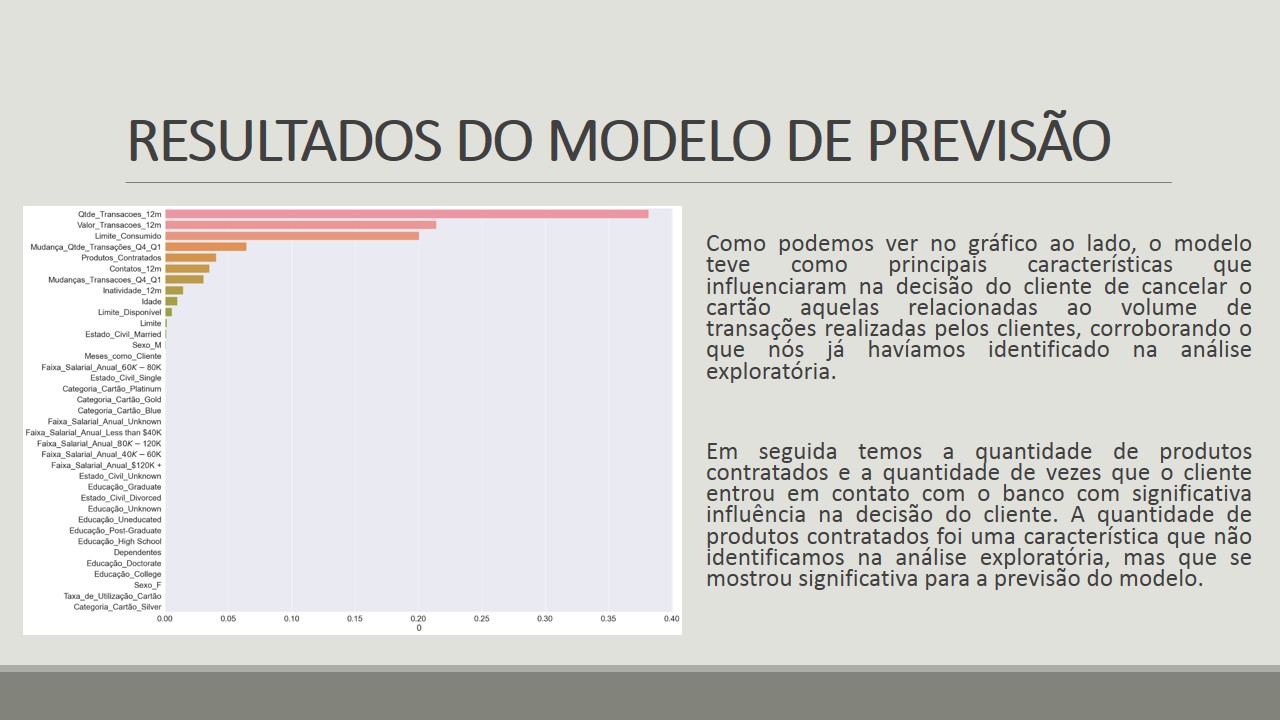 RESULTADOS DO MODELO DE PREVISÃO
Qtde_Transacoes_12m
Valor_Transacoes_12m
Limite_Consumido
Mudança_Qtde_Transações_Q4_Q1
Produtos_Contratados
Contatos_12m
Mudanças_Transacoes_Q4_Q1
Inatividade_12m
Idade
Limite_Disponível
Limite
Estado_Civil_Married
Sexo_M
Meses_como_Cliente
Faixa_Salarial_Anual_60K − 80K
Estado_Civil_Single
Categoria_Cartão_Platinum
Categoria_Cartão_Gold
Categoria_Cartão_Blue
Faixa_Salarial_Anual_Unknown
Faixa_Salarial_Anual_Less than $40K
Faixa_Salarial_Anual_80K − 120K
Faixa_Salarial_Anual_40K − 60K
Faixa_Salarial_Anual_$120K +
Estado_Civil_Unknown
Educação_Graduate
Estado_Civil_Divorced
Educação_Unknown
Educação_Uneducated
Educação_Post-Graduate
Educação_High School
Dependentes
Educação_Doctorate
Educação_College
Sexo_F
Taxa_de_Utilização_Cartão
Categoria_Cartão_Silver
0.00 0.05 0.10 0.15 0.20 0.25 0.30 0.35 0.40
0
Como podemos ver no gráfico ao lado, o modelo
teve como principais características que
influenciaram na decisão do cliente de cancelar o
cartão aquelas relacionadas ao volume de
transações realizadas pelos clientes, corroborando o
que nós já havíamos identificado na análise
exploratória.
Em seguida temos a quantidade de produtos
contratados e a quantidade de vezes que o cliente
entrou em contato com o banco com significativa
influência na decisão do cliente. A quantidade de
produtos contratados foi uma característica que não
identificamos na análise exploratória, mas que se
mostrou significativa para a previsão do modelo.